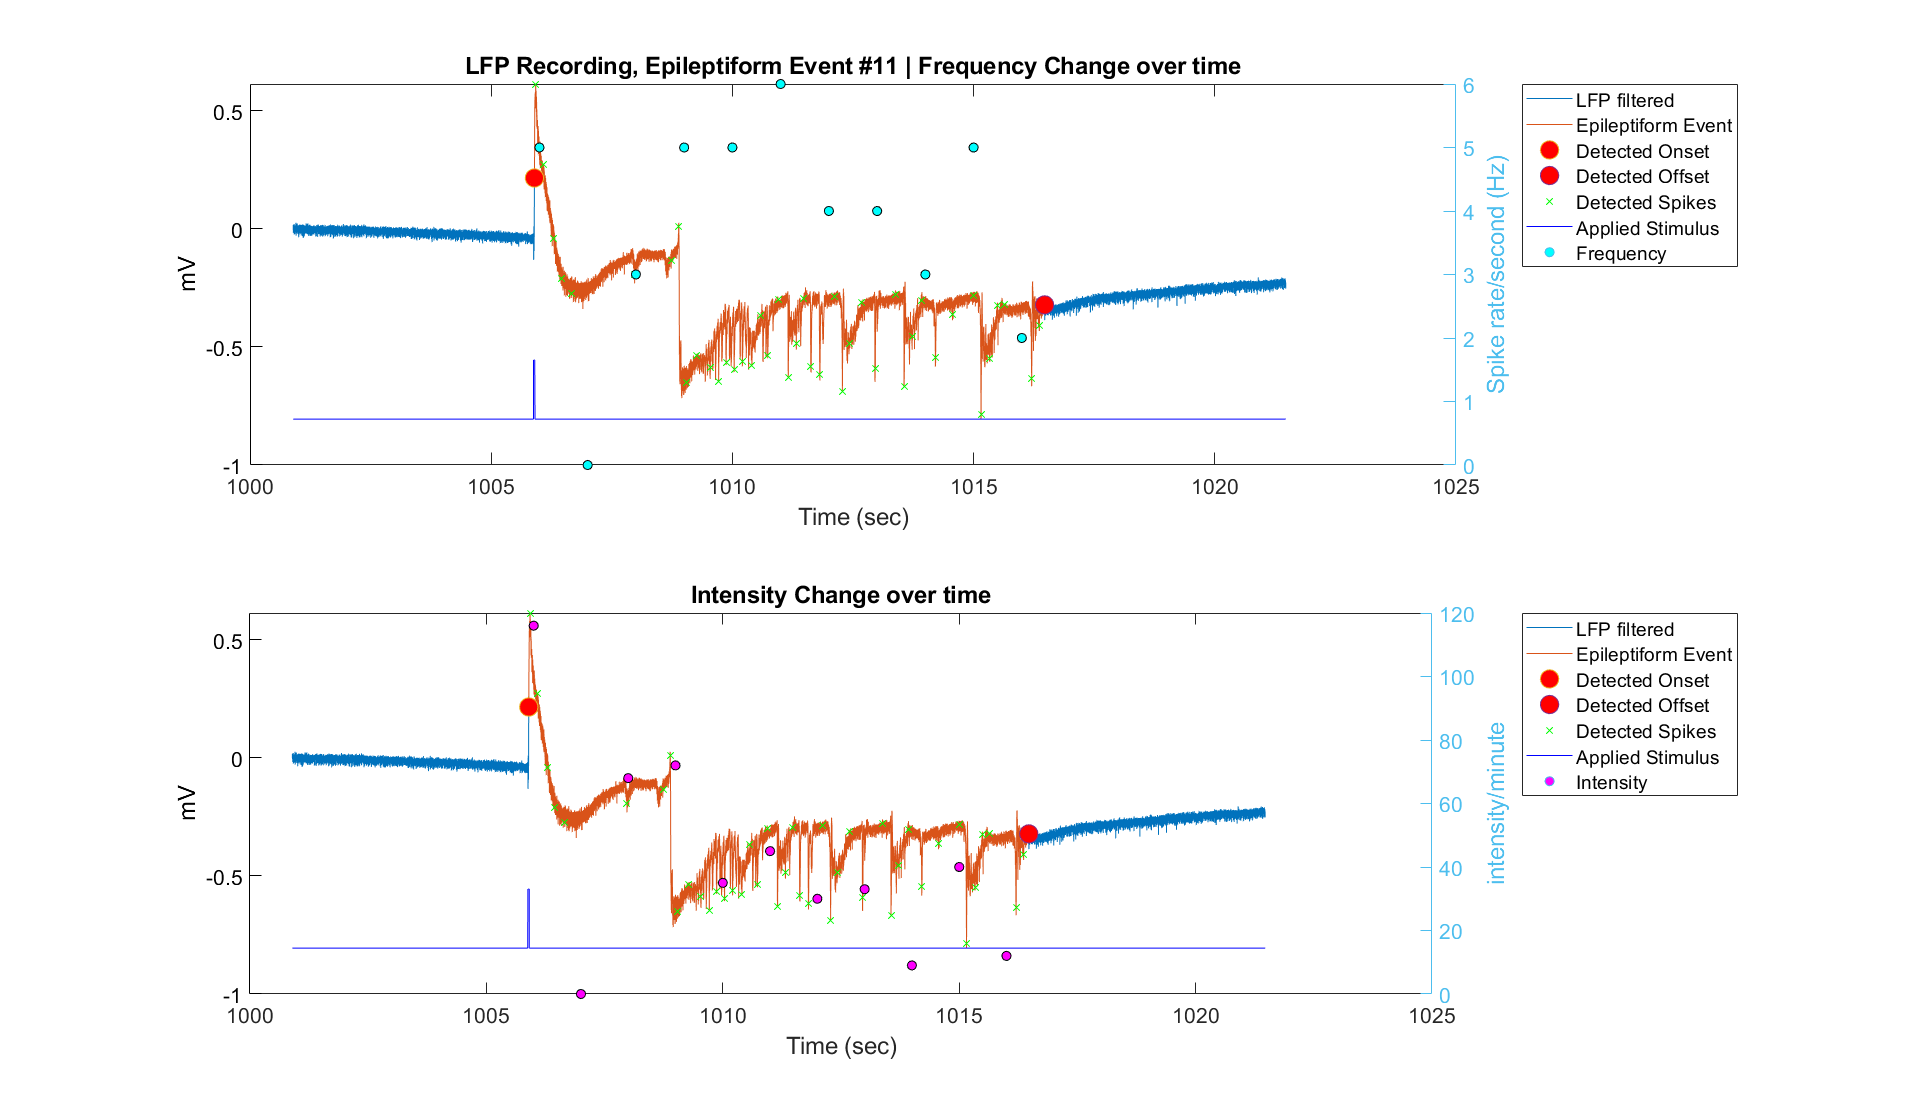 LFP Recording, Epileptiform Event #11 | Frequency Change over time
0.5
0
-0.5
-1
mV
6
5
4
3
2
1
0
Spike rate/second (Hz)
1000 1005 1010 1015 1020 1025
Time (sec)
LFP filtered
Epileptiform Event
Detected Onset
Detected Offset
Detected Spikes
Applied Stimulus
Frequency
Intensity Change over time
0.5
0
-0.5
-1
mV
120
100
80
60
40
20
0
intensity/minute
1000 1005 1010 1015 1020 1025
Time (sec)
LFP filtered
Epileptiform Event
Detected Onset
Detected Offset
Detected Spikes
Applied Stimulus
Intensity